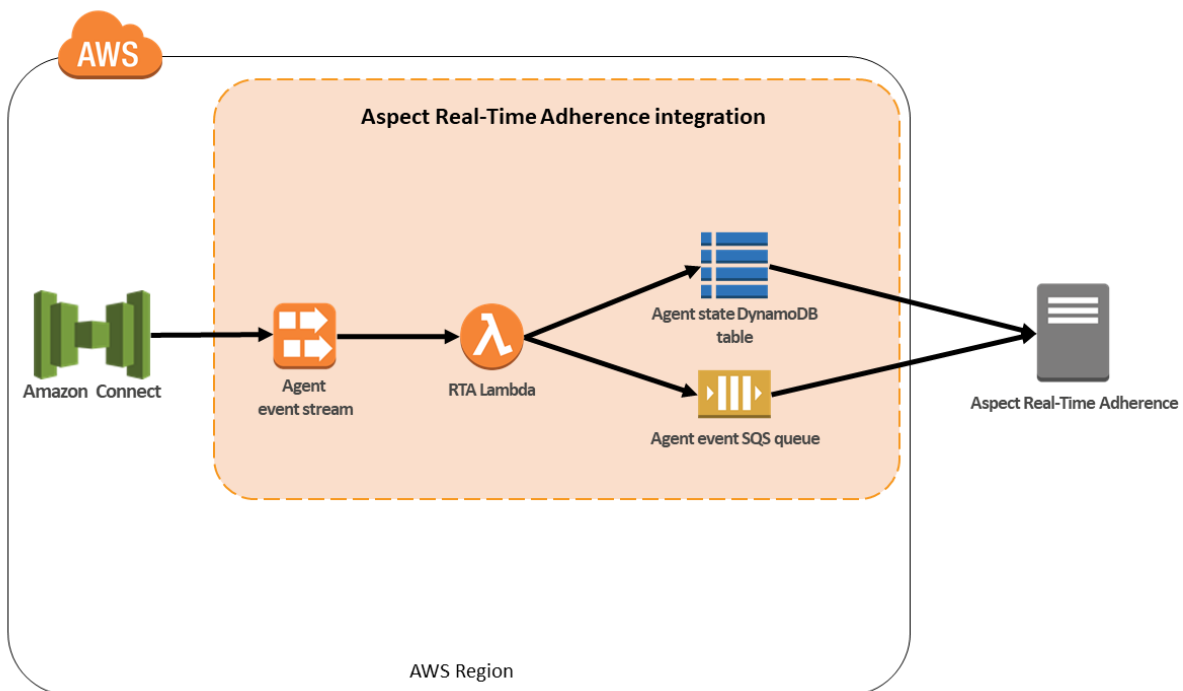 AWS
Aspect Real-Time Adherence integration
Agent state DynamoDB
table
Amazon Connect
Agent
event stream
RTA Lambda
Agent event SQS queue
Aspect Real-Time Adherence
AWS Region